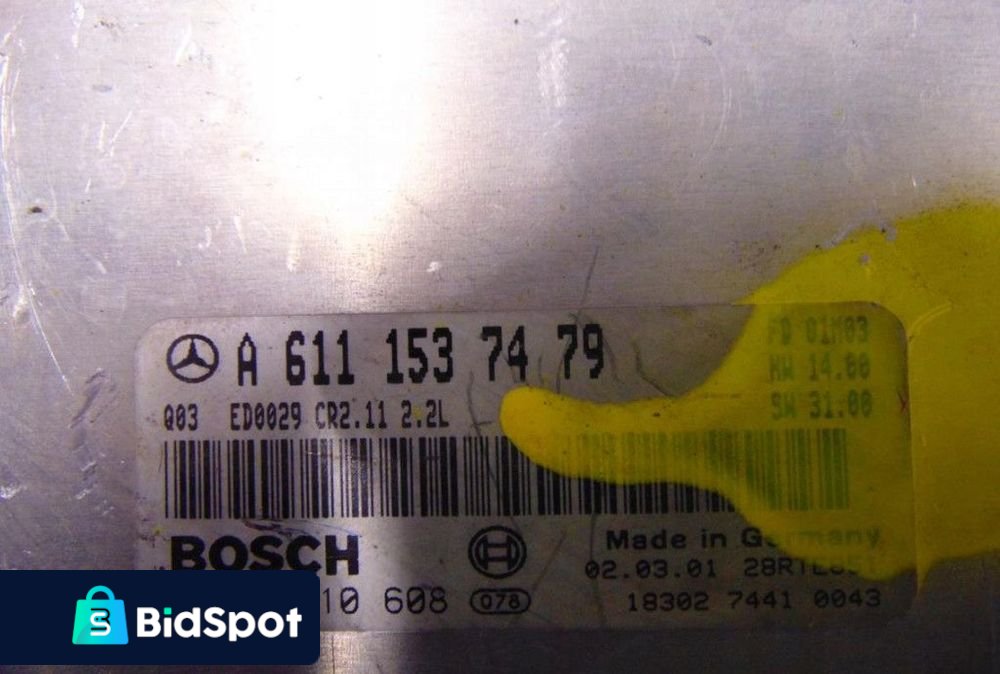 A 611 153 74 79
FD 01M03
HW 14.00
SW 31.00
Q03 ED0029 CR2.11 2.2L
BOSCH
Made in Germany
02.03.01
10 608 078
18302 7441 0043
BidSpot